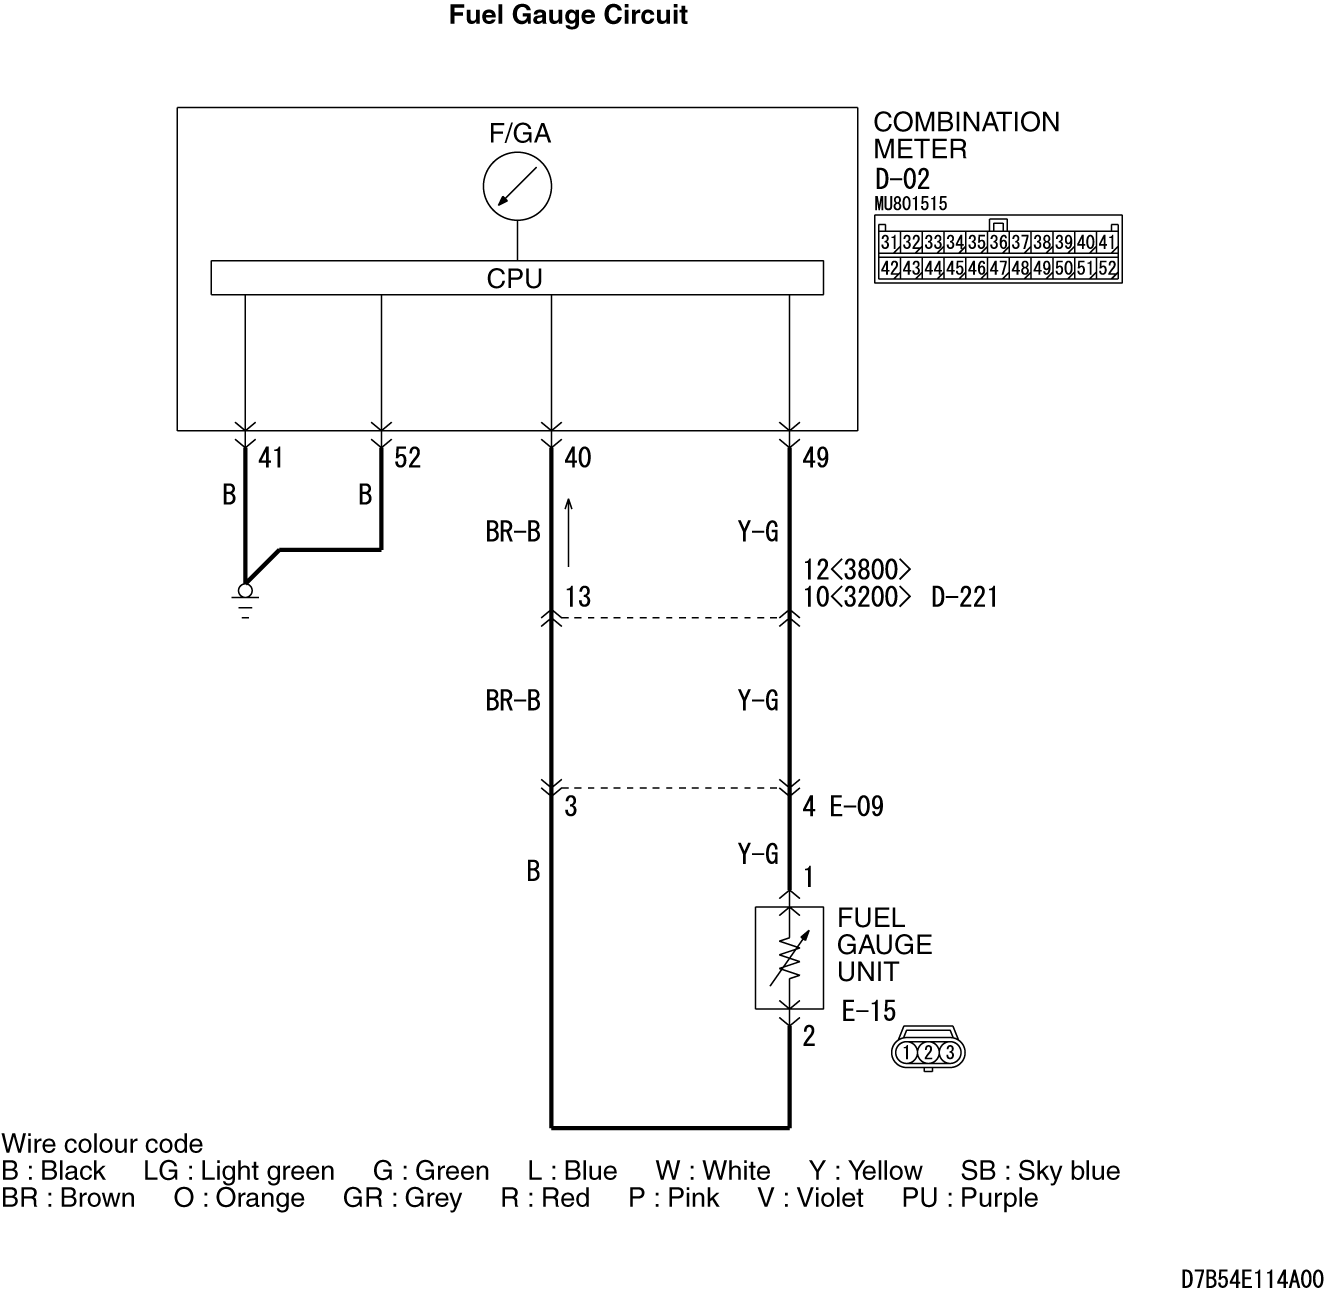 Fuel Gauge Circuit
F/GA
COMBINATION
METER
D-02
MU801515
31 32 33 34 35 36 37 38 39 40 41
42 43 44 45 46 47 48 49 50 51 52
CPU
41 52 40 49
B B
BR-B Y-G
12<3800>
13 10<3200> D-221
BR-B Y-G
3 4 E-09
B Y-G
1
FUEL
GAUGE
UNIT
E-15
2
1 2 3
Wire colour code
B : Black LG : Light green G : Green L : Blue W : White Y : Yellow SB : Sky blue
BR : Brown O : Orange GR : Grey R : Red P : Pink V : Violet PU : Purple
D7B54E114A00